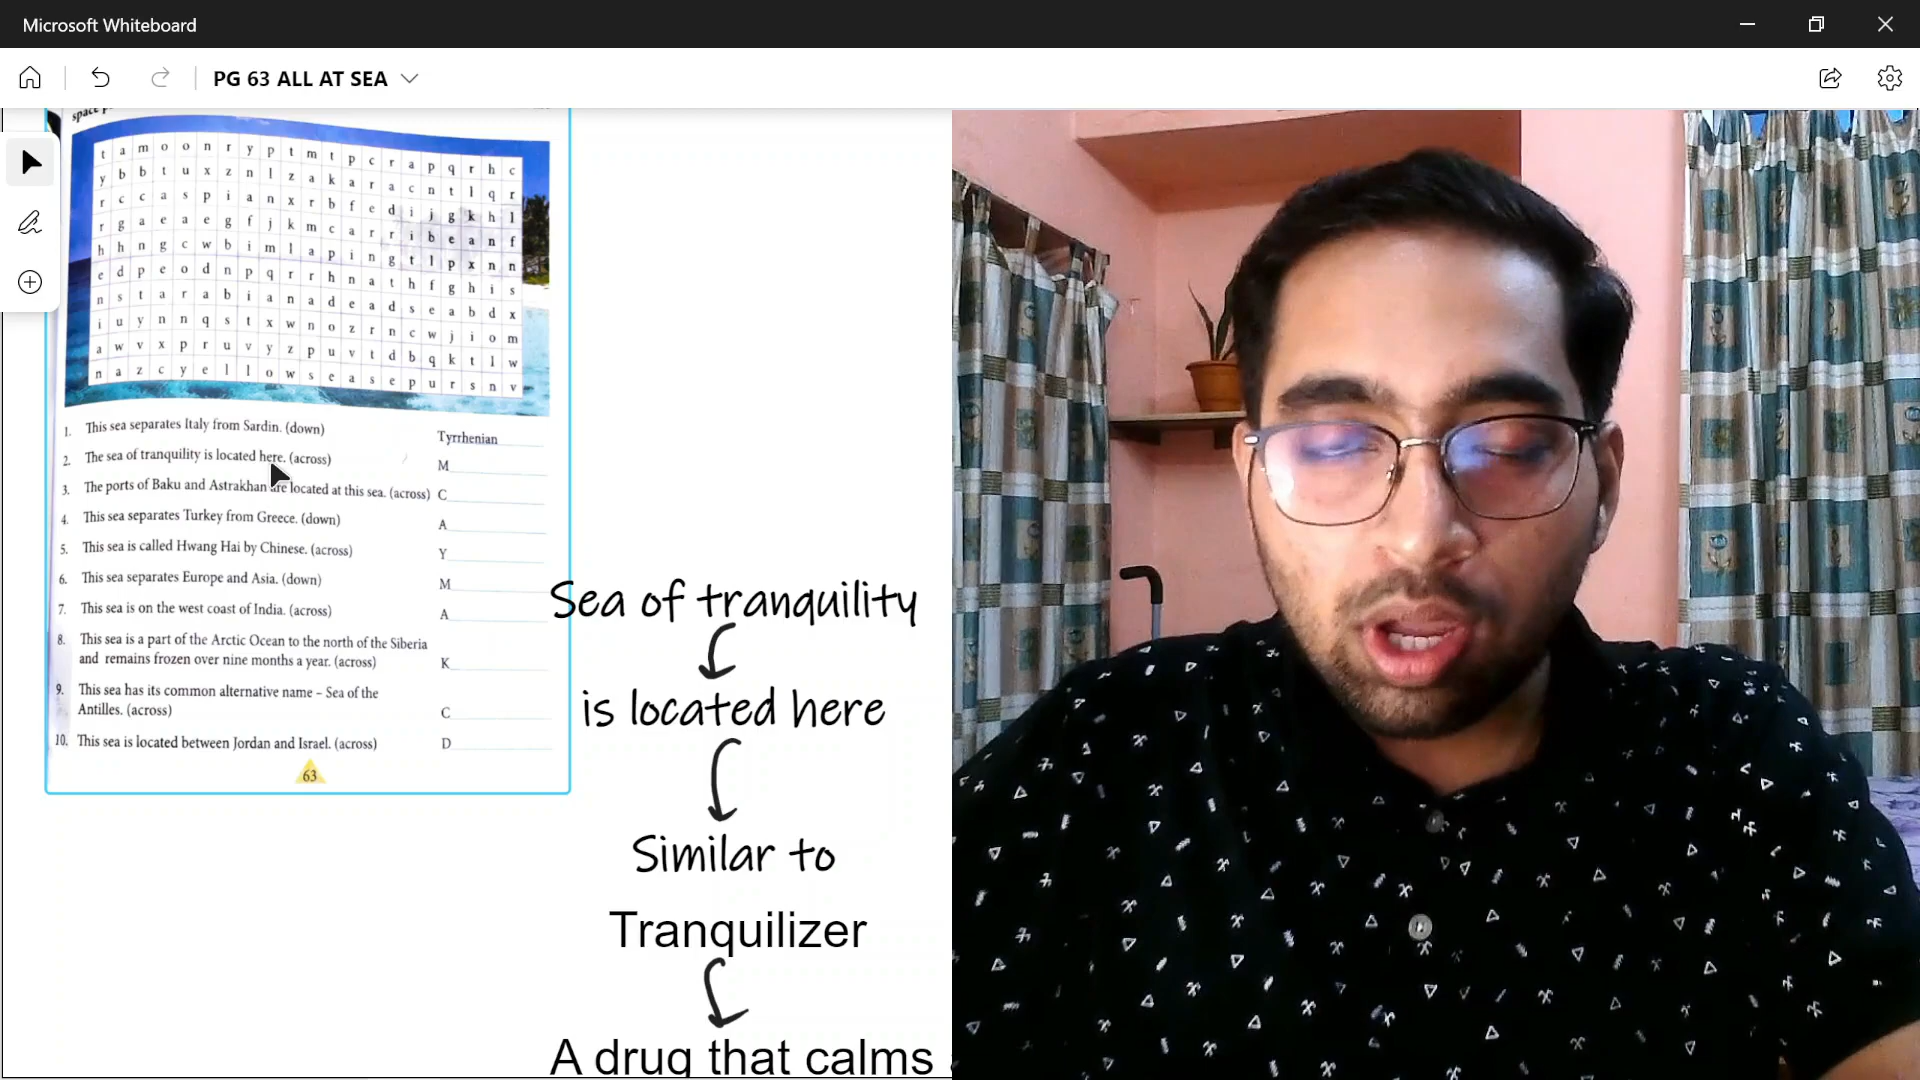 Microsoft Whiteboard
PG 63 ALL AT SEA
space
t a m o o n r y p t m t p c r a p q r h c
y b b t u x z n l z a k a r a c n t l q r
r c c a s p i a n x r b f e d i j g k h l
r g a e a e g f j k m c a r r i b e a n f
h h n g c w b i m l a p i n g t l p x n n
e d p e o d n p q r r h n a t h f g h i s
n s t a r a b i a n a d e a d s e a b d x
i u y n n q s t x w n o z r n c w j i o m
a w v x p r u v y z p u v t d b q k t l w
n a z c y e l l o w s e a s e p u r s n v
1. This sea separates Italy from Sardin. (down) Tyrrhenian
2. The sea of tranquility is located here. (across) M
3. The ports of Baku and Astrakhan are located at this sea. (across) C
4. This sea separates Turkey from Greece. (down) A
5. This sea is called Hwang Hai by Chinese. (across) Y
6. This sea separates Europe and Asia. (down) M
7. This sea is on the west coast of India. (across) A
8. This sea is a part of the Arctic Ocean to the north of the Siberia
and remains frozen over nine months a year. (across) K
9. This sea has its common alternative name – Sea of the
Antilles. (across) C
10. This sea is located between Jordan and Israel. (across) D
63
Sea of tranquility
is located here
Similar to
Tranquilizer
A drug that calms